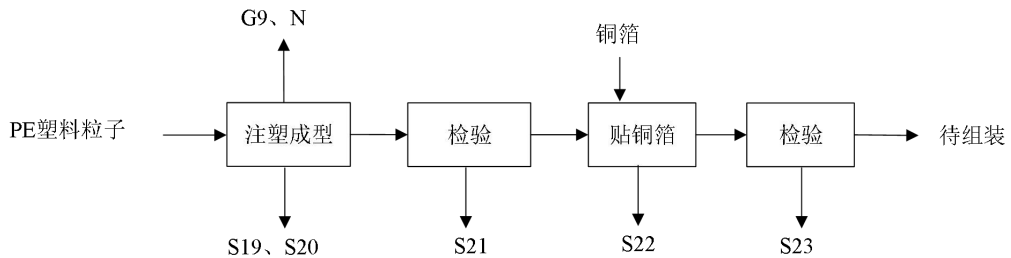 G9、N
铜箔
PE塑料粒子
注塑成型
检验
贴铜箔
检验
待组装
S19、S20
S21
S22
S23